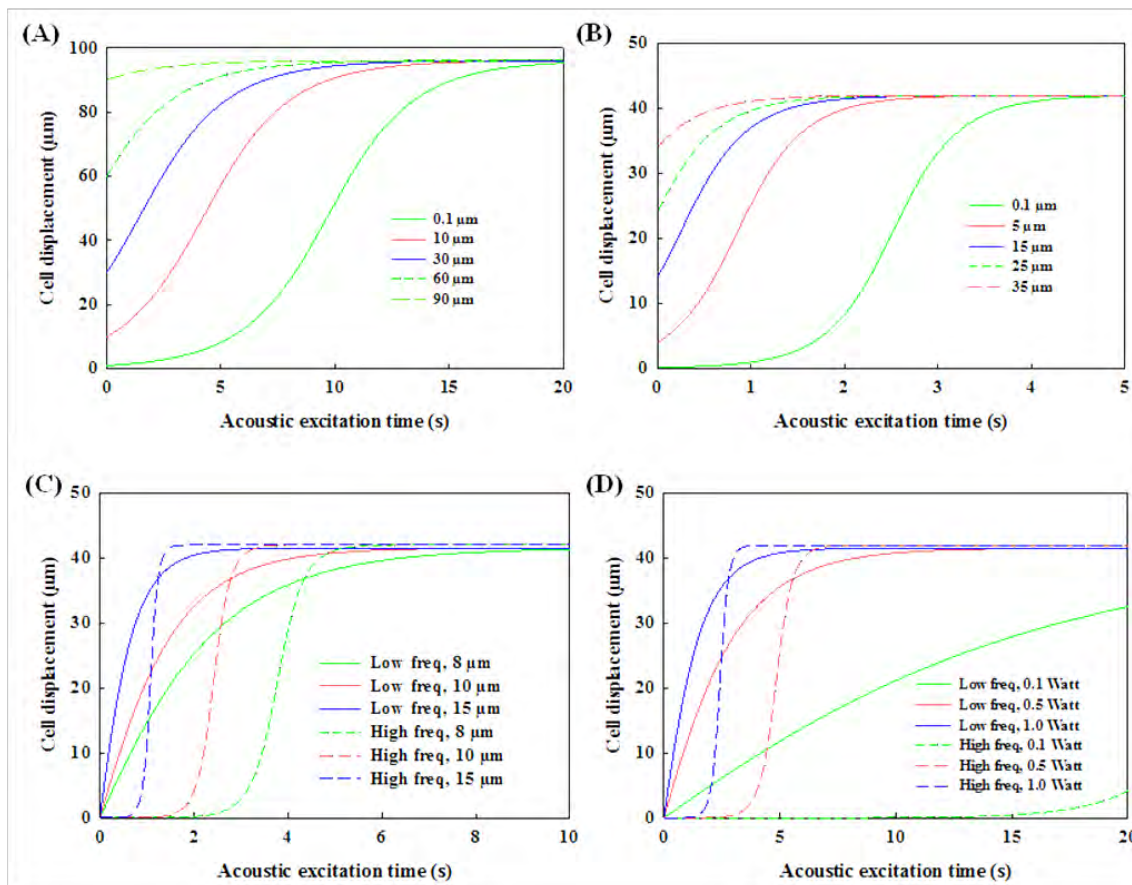 (A)
100
80
60
40
20
0
Cell displacement (µm)
0.1 µm
10 µm
30 µm
60 µm
90 µm
0 5 10 15 20
Acoustic excitation time (s)
(B)
50
40
30
20
10
0
Cell displacement (µm)
0.1 µm
5 µm
15 µm
25 µm
35 µm
0 1 2 3 4 5
Acoustic excitation time (s)
(C)
50
40
30
20
10
0
Cell displacement (µm)
Low freq, 8 µm
Low freq, 10 µm
Low freq, 15 µm
High freq, 8 µm
High freq, 10 µm
High freq, 15 µm
0 2 4 6 8 10
Acoustic excitation time (s)
(D)
50
40
30
20
10
0
Cell displacement (µm)
Low freq, 0.1 Watt
Low freq, 0.5 Watt
Low freq, 1.0 Watt
High freq, 0.1 Watt
High freq, 0.5 Watt
High freq, 1.0 Watt
0 5 10 15 20
Acoustic excitation time (s)